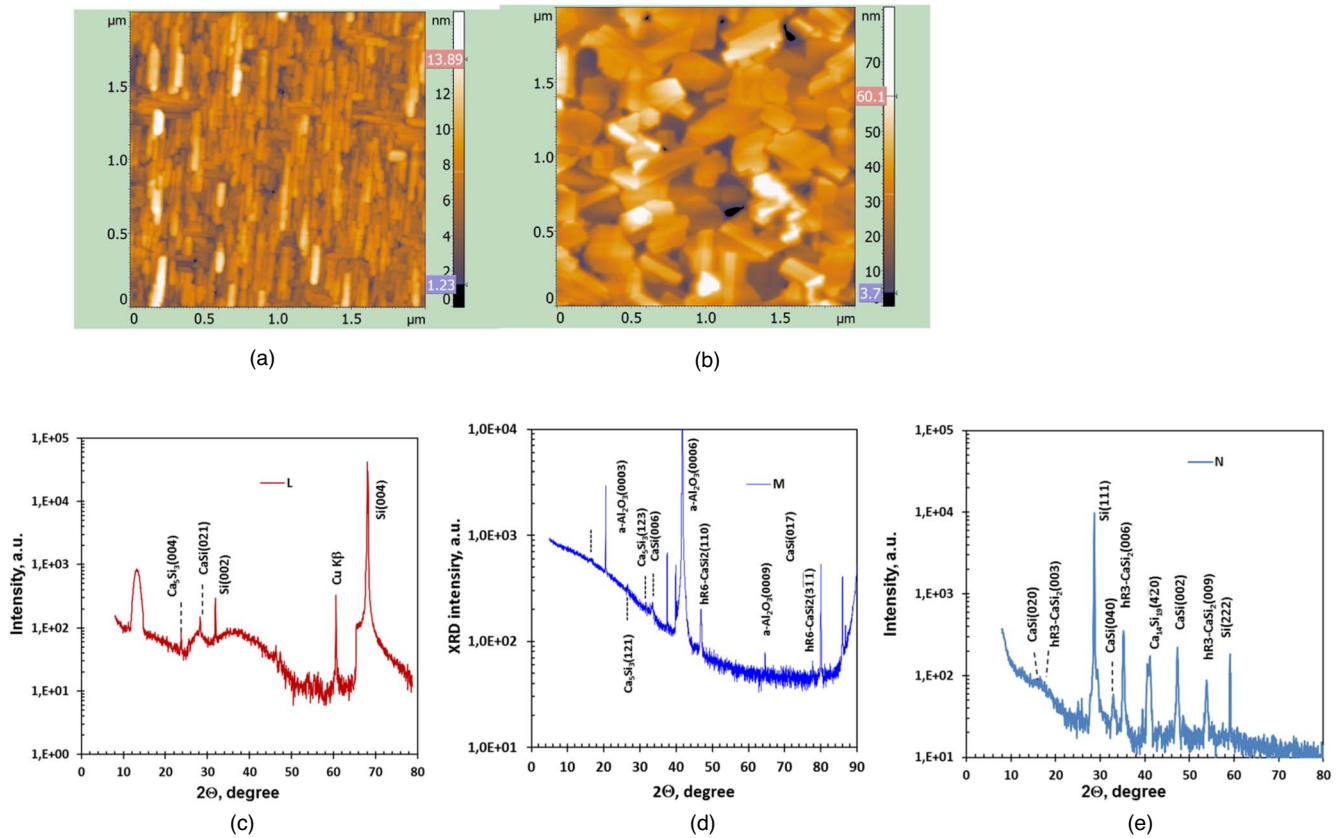 µm
nm
1.5
1.0
0.5
0
0
0.5
1.0
1.5
µm
13.89
12
10
8
6
4
2
1.23
0
(a)
µm
nm
1.5
1.0
0.5
0
0
0.5
1.0
1.5
µm
70
60.1
50
40
30
20
10
3.7
(b)
Intensity, a.u.
1,E+05
1,E+04
1,E+03
1,E+02
1,E+01
1,E+00
0 10 20 30 40 50 60 70 80
2Θ, degree
L
Ca5Si3(004)
CaSi(021)
Si(002)
Cu Kβ
Si(004)
(c)
XRD intensiry, a.u.
1,0E+04
1,0E+03
1,0E+02
1,0E+01
0 10 20 30 40 50 60 70 80 90
2Θ, degree
M
a-Al2O3(0003)
Ca5Si3(121)
Ca5Si3(123)
CaSi(006)
a-Al2O3(0006)
hR6-CaSi2(110)
a-Al2O3(0009)
CaSi(017)
hR6-CaSi2(311)
(d)
Intensity, a.u.
1,E+05
1,E+04
1,E+03
1,E+02
1,E+01
0 10 20 30 40 50 60 70 80
2Θ, degree
N
CaSi(020)
hR3-CaSi2(003)
Si(111)
CaSi(040)
hR3-CaSi2(006)
Ca14Si19(420)
CaSi(002)
hR3-CaSi2(009)
Si(222)
(e)